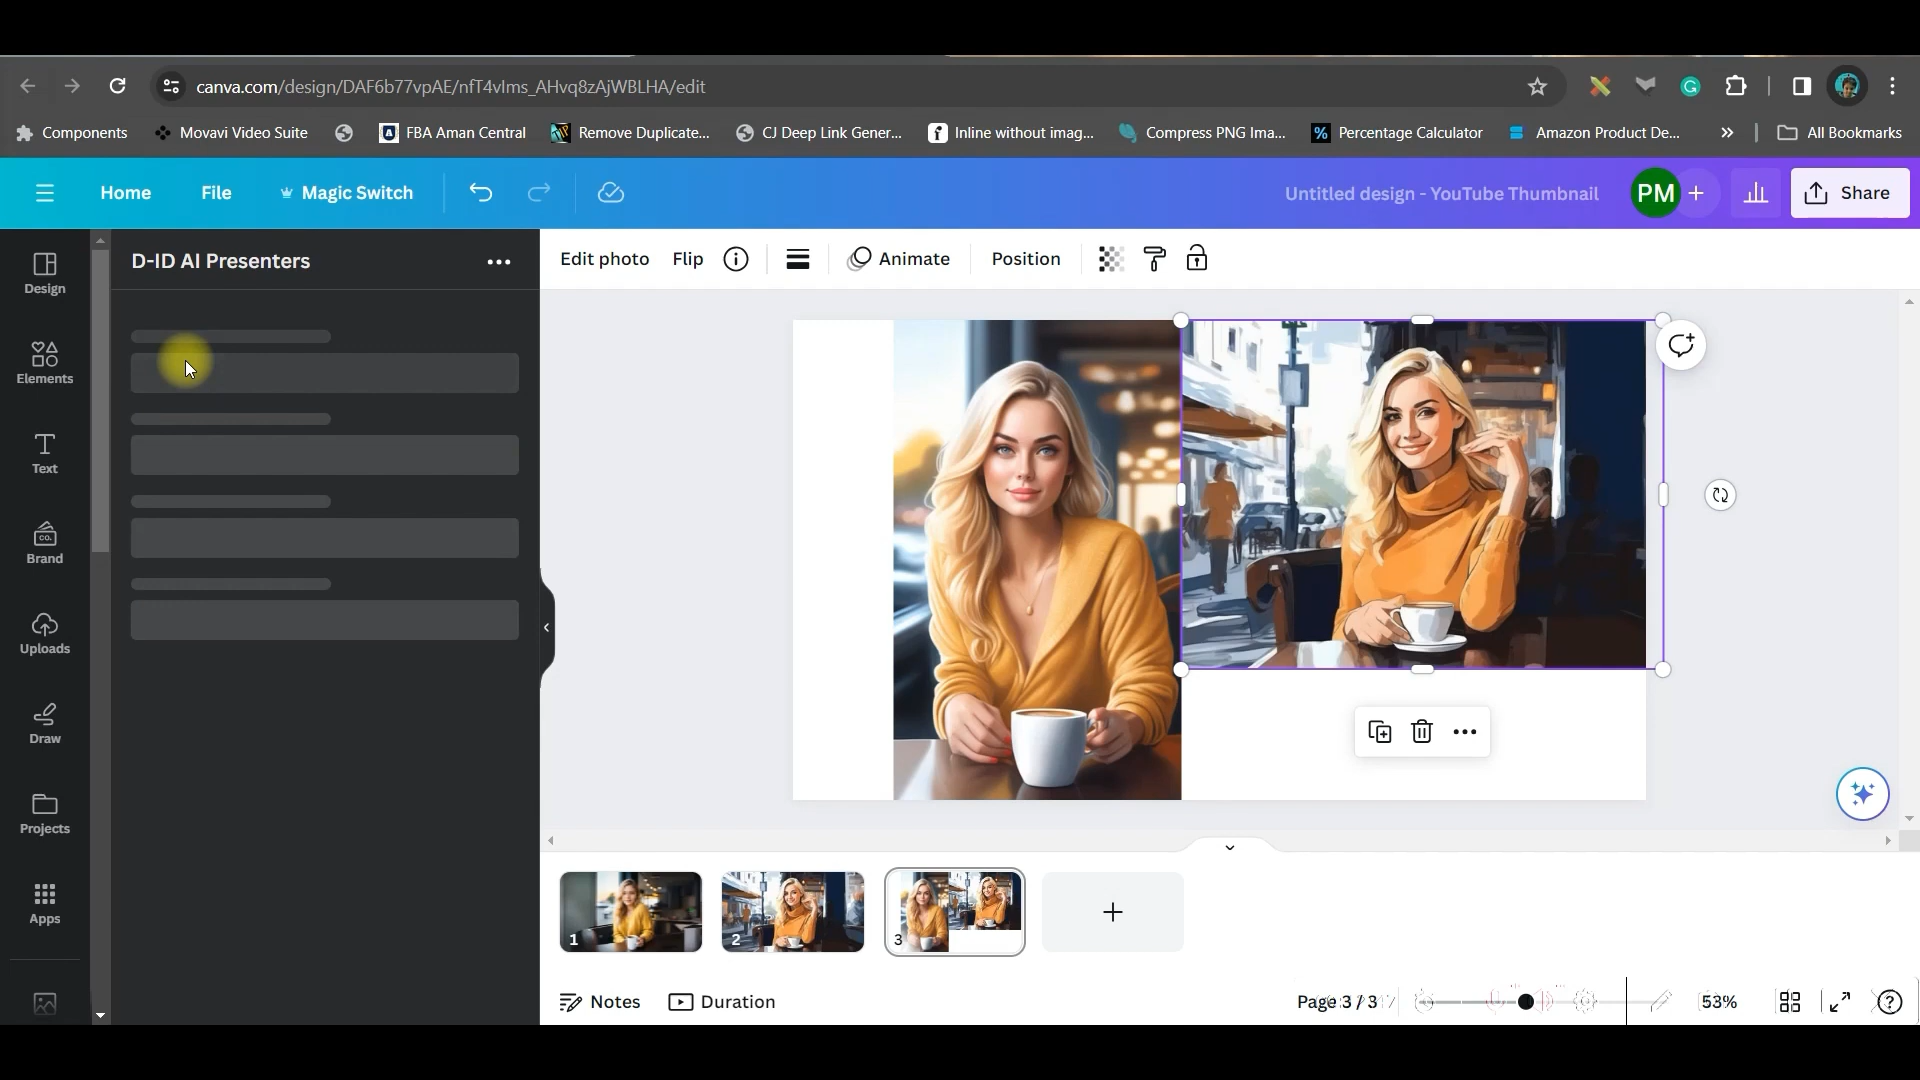 canva.com/design/DAF6b77vpAE/nfT4vlms_AHvq8zAjWBLHA/edit
Components
Movavi Video Suite
FBA Aman Central
Remove Duplicate...
CJ Deep Link Gener...
Inline without imag...
Compress PNG Ima...
Percentage Calculator
Amazon Product De...
All Bookmarks
Home
File
Magic Switch
Untitled design - YouTube Thumbnail
PM
Share
Design
Elements
Text
Brand
Uploads
Draw
Projects
Apps
D-ID AI Presenters
Edit photo
Flip
Animate
Position
1
2
3
Notes
Duration
Page 3 / 3
53%